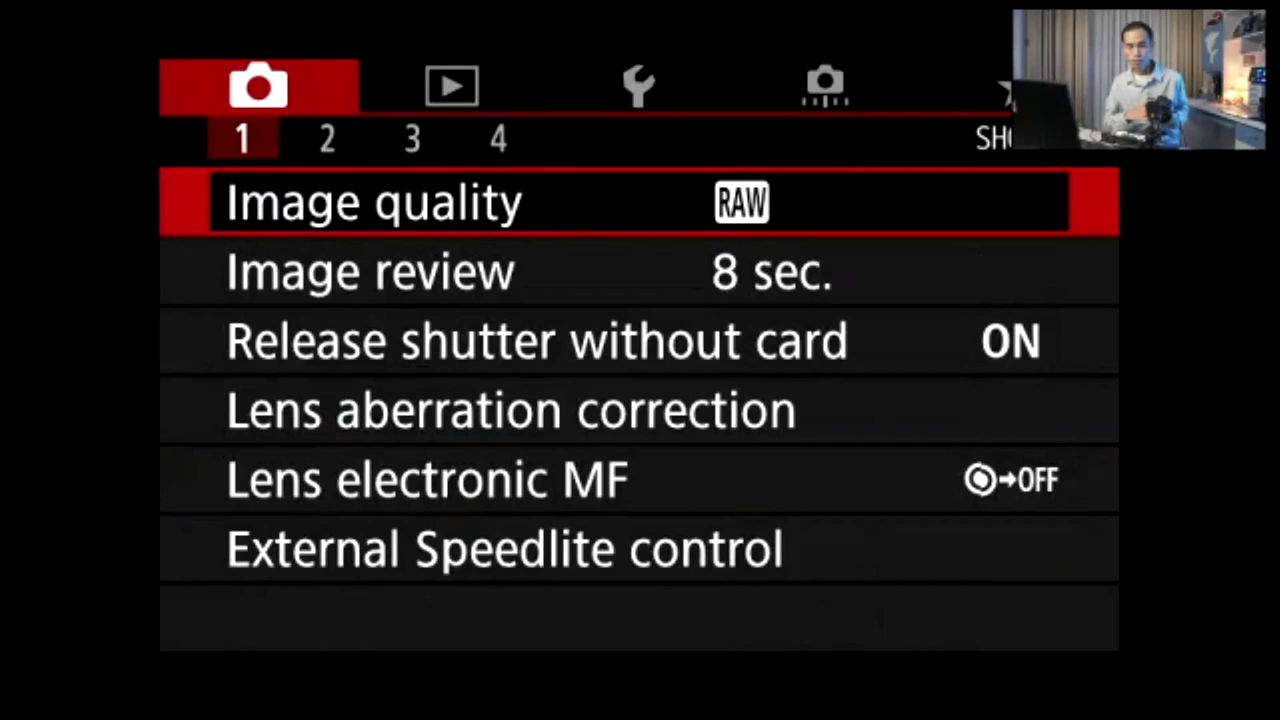 1 2 3 4
Image quality RAW
Image review 8 sec.
Release shutter without card ON
Lens aberration correction
Lens electronic MF →OFF
External Speedlite control